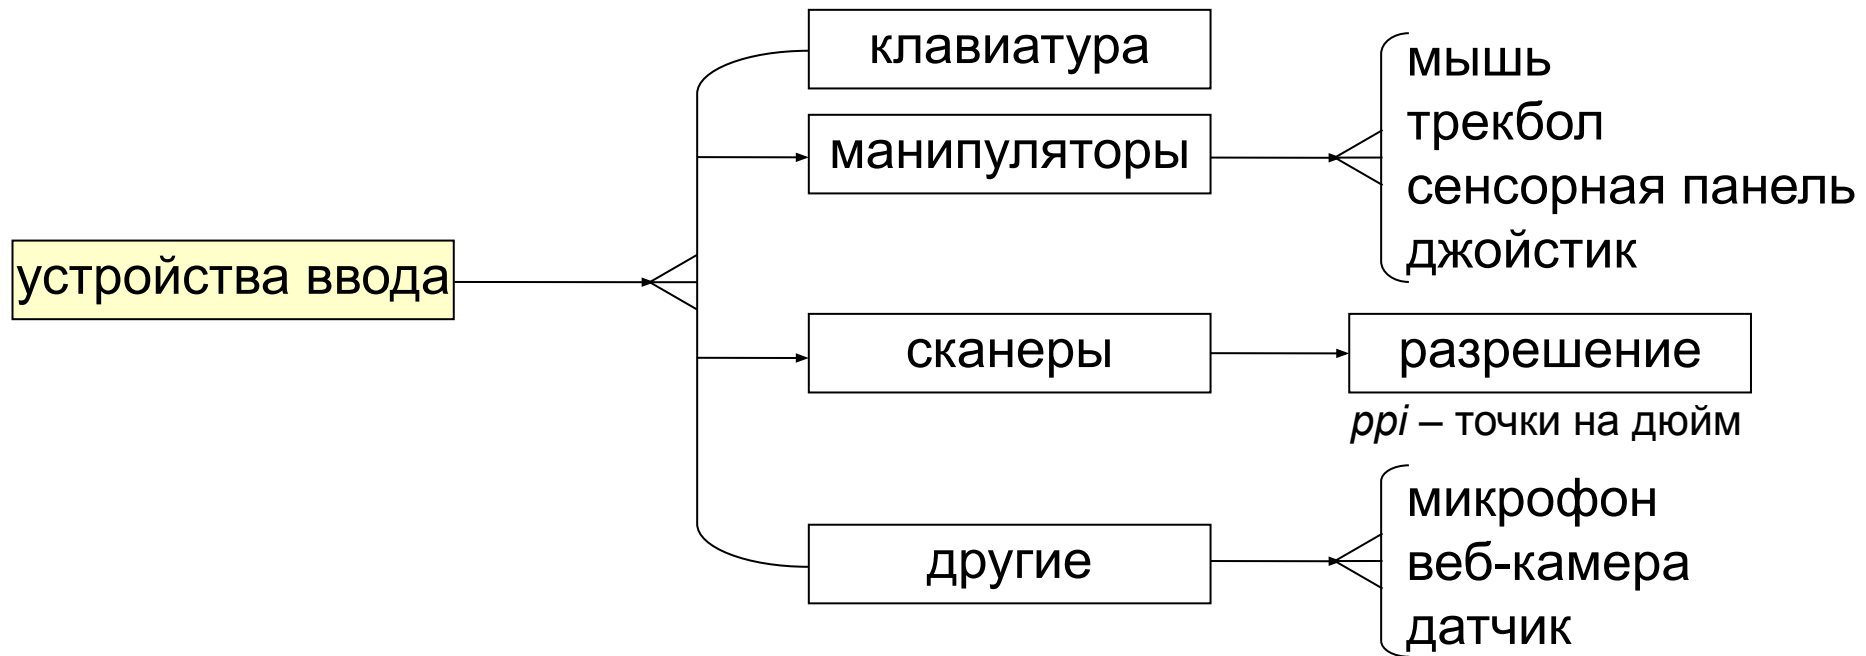 устройства ввода
клавиатура
манипуляторы
мышь
трекбол
сенсорная панель
джойстик
сканеры
разрешение
ppi – точки на дюйм
другие
микрофон
веб-камера
датчик